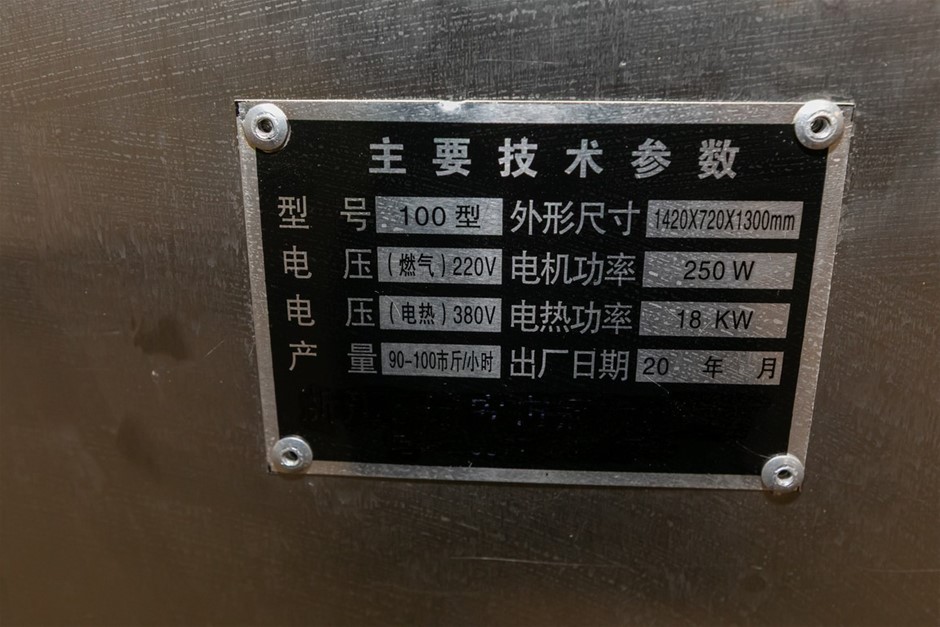 主要技术参数
型号 100型 外形尺寸 1420X720X1300mm
电压 (燃气)220V 电机功率 250W
电压 (电热)380V 电热功率 18 KW
产量 90-100市斤/小时 出厂日期 20 年 月